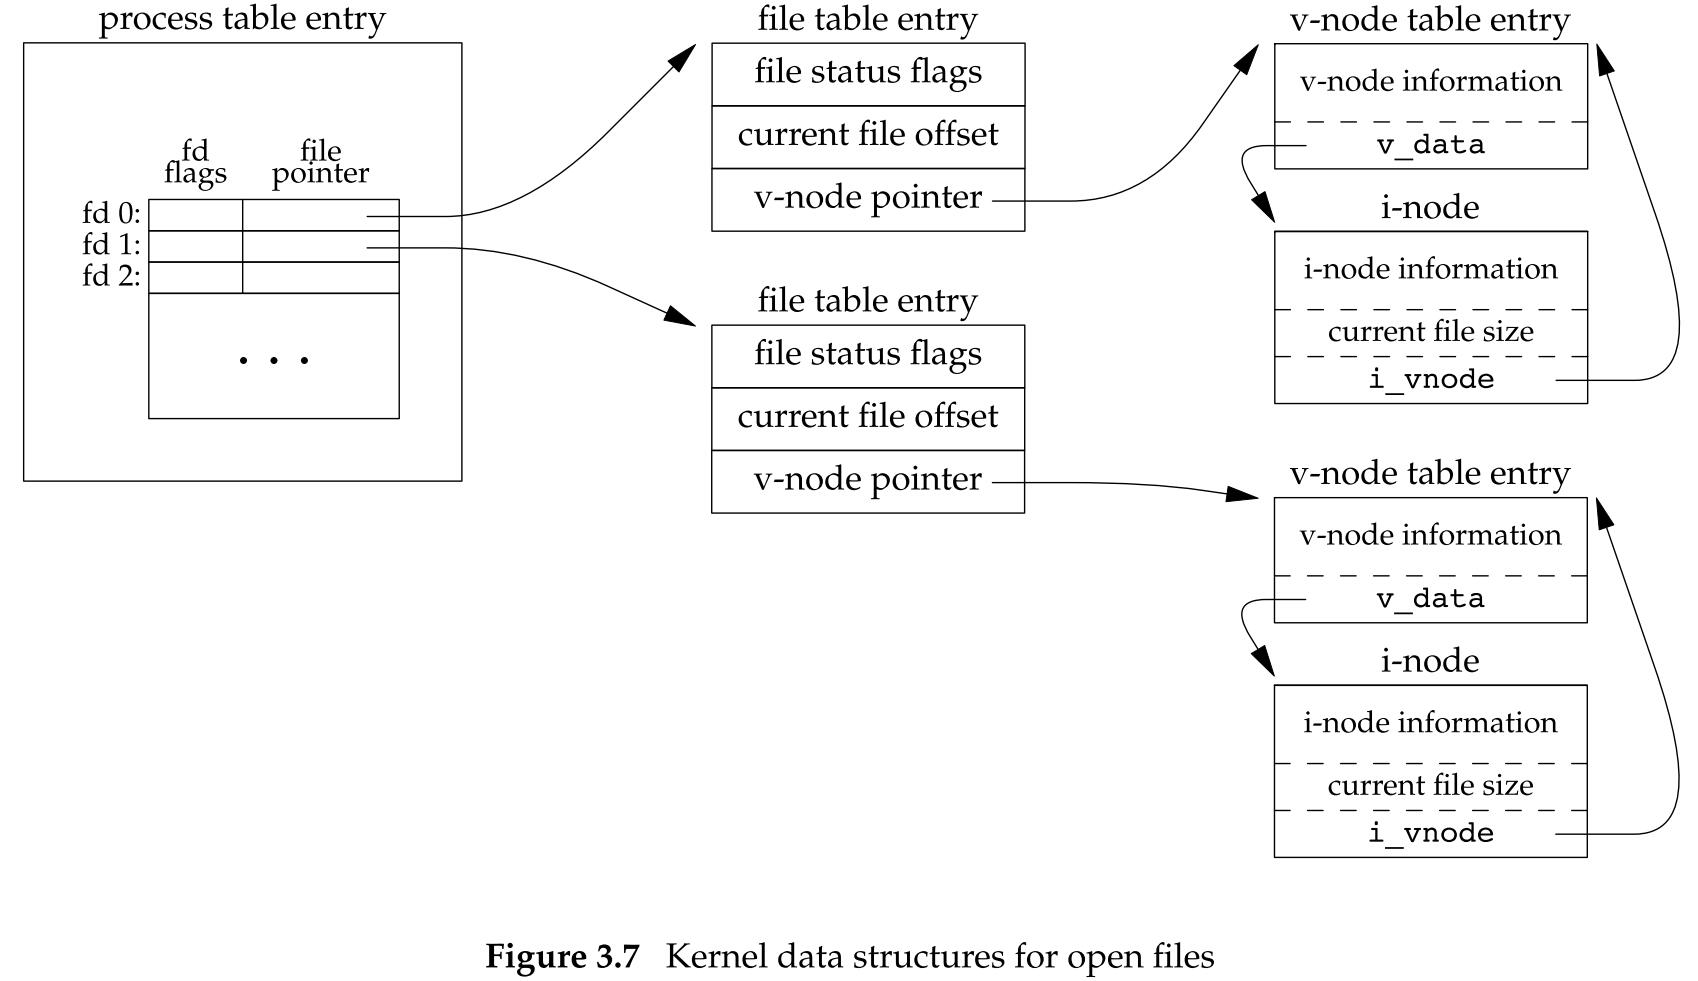 process table entry
fd
flags
file
pointer
fd 0:
fd 1:
fd 2:
. . .
file table entry
file status flags
current file offset
v-node pointer
file table entry
file status flags
current file offset
v-node pointer
v-node table entry
v-node information
v_data
i-node
i-node information
current file size
i_vnode
v-node table entry
v-node information
v_data
i-node
i-node information
current file size
i_vnode
Figure 3.7 Kernel data structures for open files